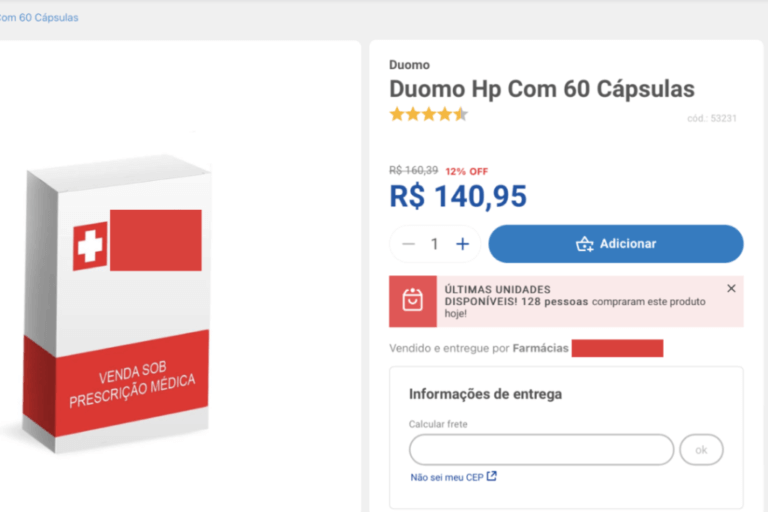 Com 60 Cápsulas
Duomo
Duomo Hp Com 60 Cápsulas
cód.: 53231
R$ 160,39 12% OFF
R$ 140,95
1
Adicionar
ÚLTIMAS UNIDADES
DISPONÍVEIS! 128 pessoas compraram este produto
hoje!
Vendido e entregue por Farmácias
Informações de entrega
Calcular frete
ok
Não sei meu CEP
VENDA SOB
PRESCRIÇÃO MÉDICA